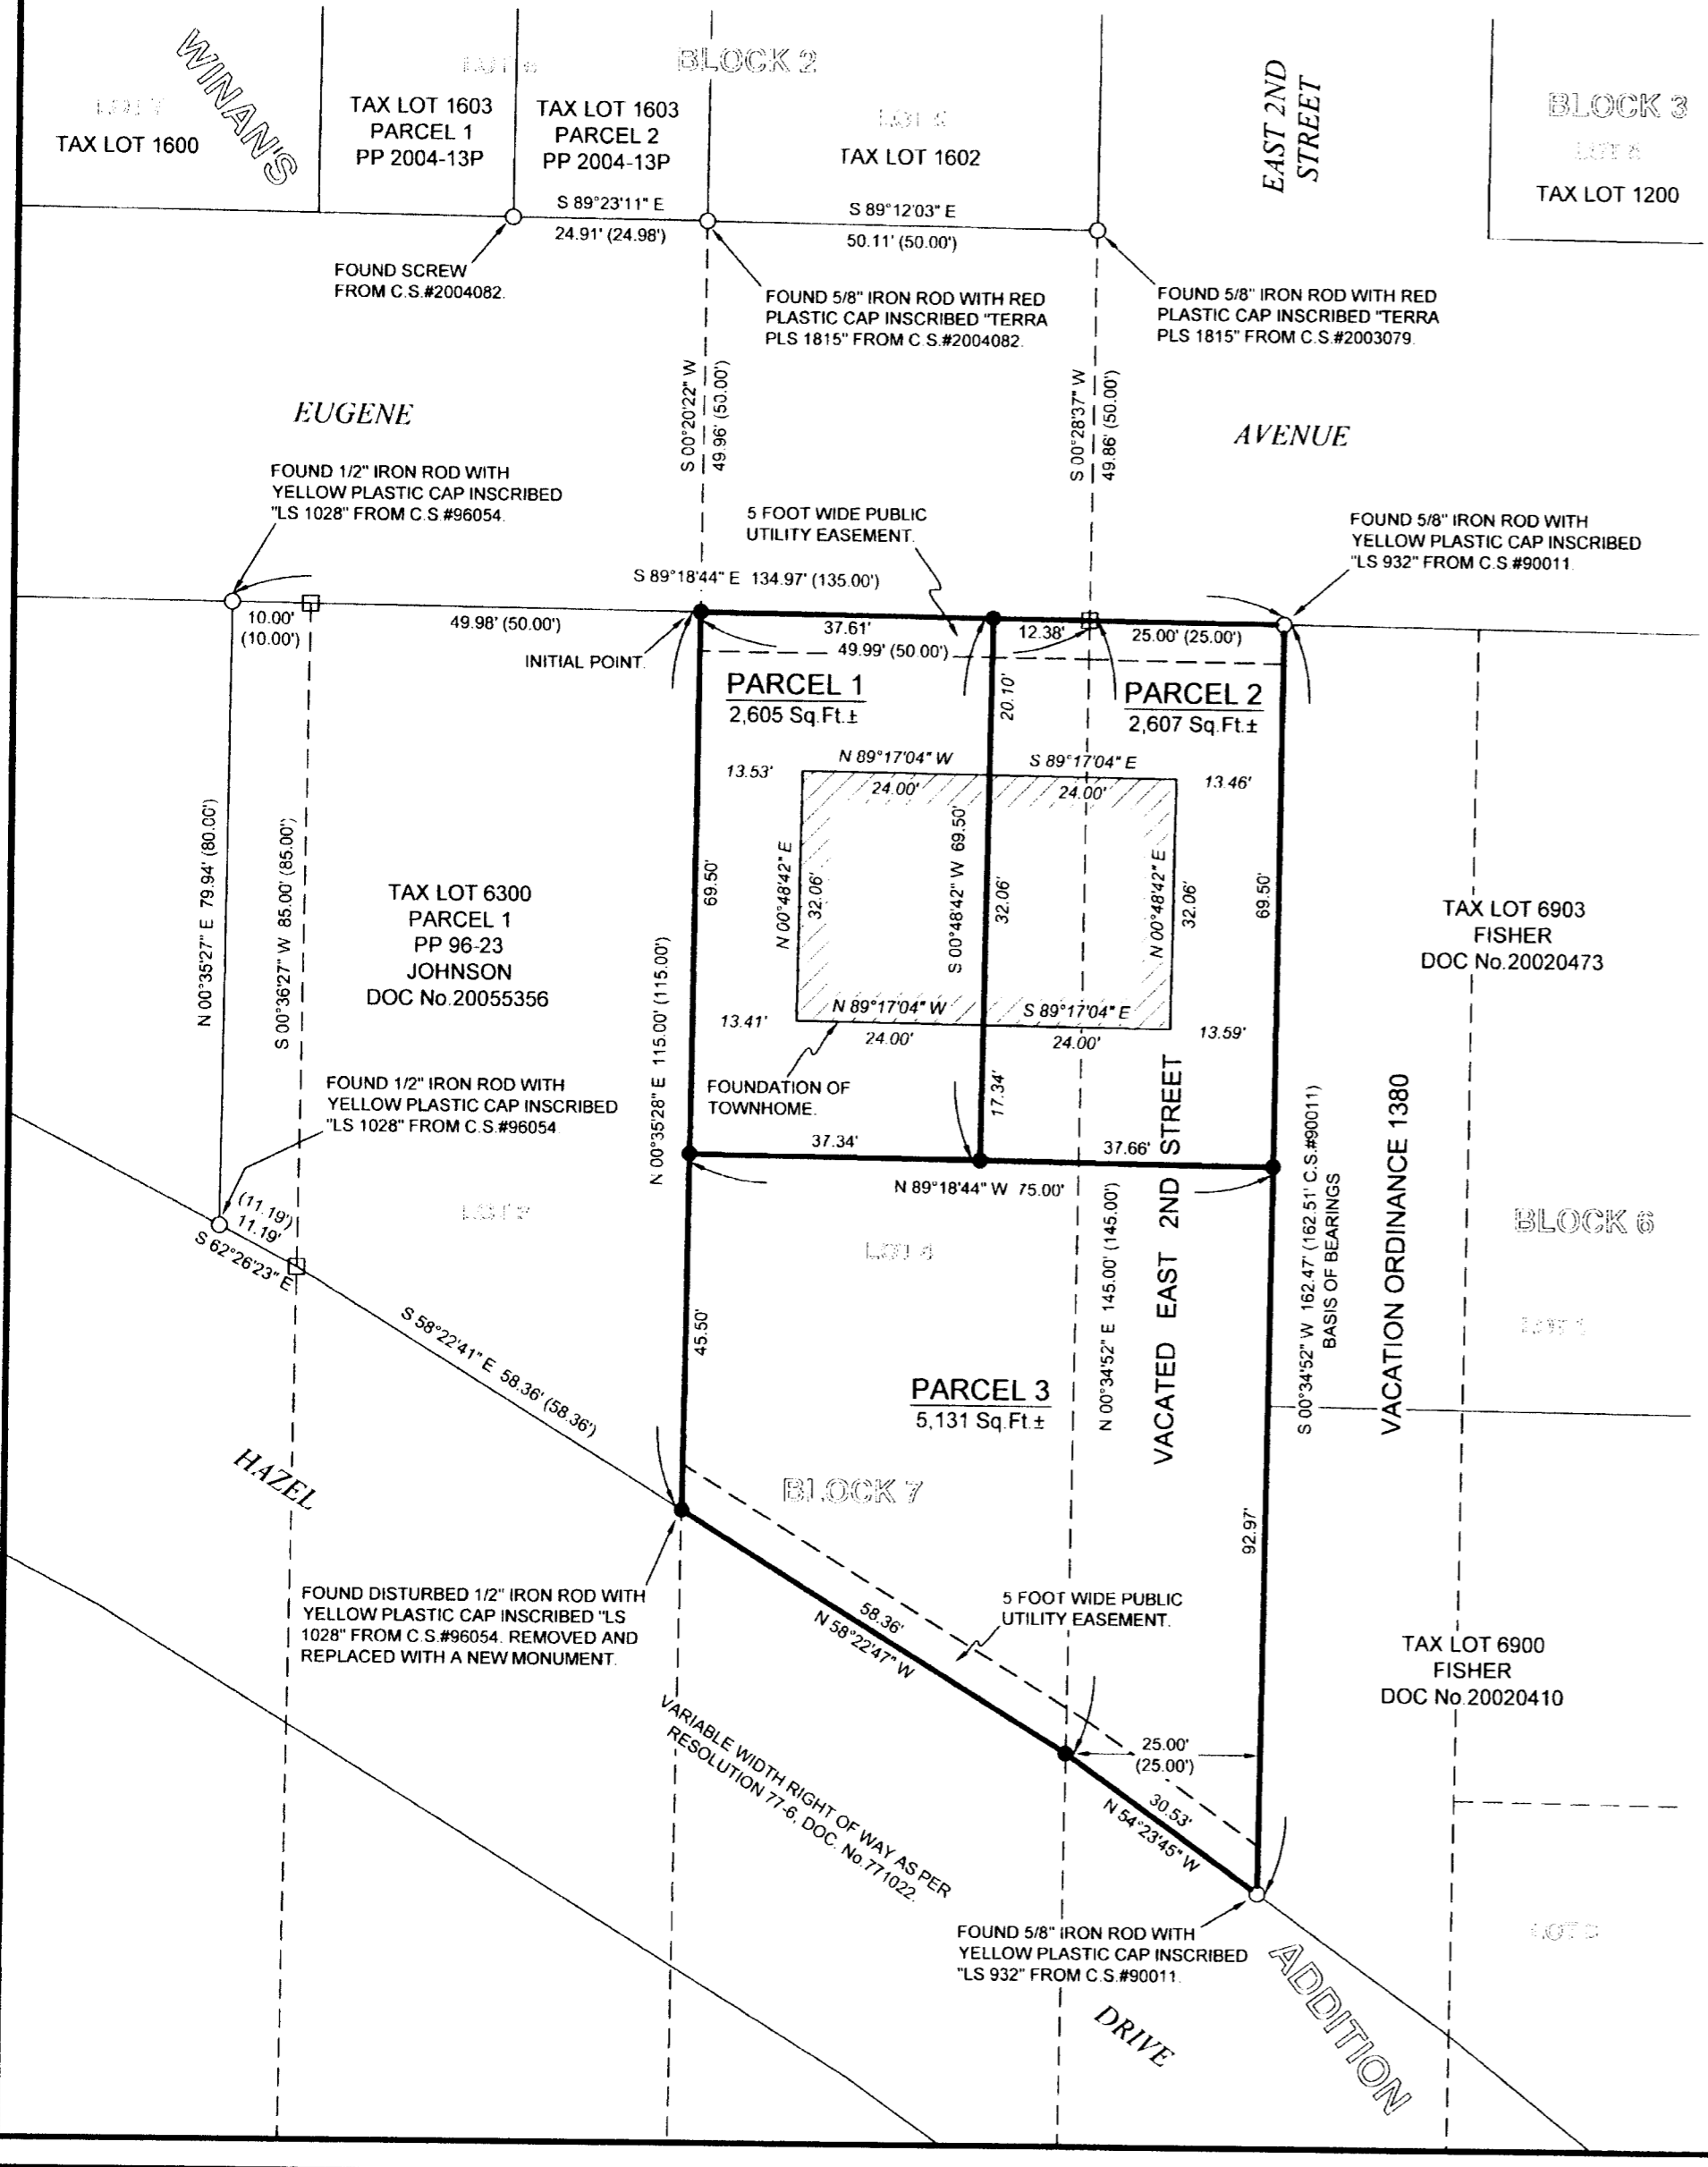 WINAN'S
BLOCK 2
LOT 6
LOT 7
TAX LOT 1600
TAX LOT 1603
PARCEL 1
PP 2004-13P
TAX LOT 1603
PARCEL 2
PP 2004-13P
LOT 5
TAX LOT 1602
EAST 2ND
STREET
BLOCK 3
TAX LOT 1200
S 89°23'11" E
24.91' (24.98')
S 89°12'03" E
50.11' (50.00')
FOUND SCREW
FROM C.S.#2004082.
FOUND 5/8" IRON ROD WITH RED
PLASTIC CAP INSCRIBED "TERRA
PLS 1815" FROM C.S.#2004082.
FOUND 5/8" IRON ROD WITH RED
PLASTIC CAP INSCRIBED "TERRA
PLS 1815" FROM C.S.#2003079.
S 00°20'22" W
49.96' (50.00')
S 00°28'37" W
49.86' (50.00')
EUGENE
AVENUE
FOUND 1/2" IRON ROD WITH
YELLOW PLASTIC CAP INSCRIBED
"LS 1028" FROM C.S.#96054.
5 FOOT WIDE PUBLIC
UTILITY EASEMENT.
FOUND 5/8" IRON ROD WITH
YELLOW PLASTIC CAP INSCRIBED
"LS 932" FROM C.S.#90011.
S 89°18'44" E 134.97' (135.00')
10.00'
(10.00')
49.98' (50.00')
37.61'
12.38'
25.00' (25.00')
49.99' (50.00')
INITIAL POINT.
PARCEL 1
2,605 Sq.Ft.±
20.10'
PARCEL 2
2,607 Sq.Ft.±
N 89°17'04" W
24.00'
S 89°17'04" E
24.00'
13.53'
13.46'
N 00°35'27" E 79.94' (80.00')
S 00°36'27" W 85.00' (85.00')
TAX LOT 6300
PARCEL 1
PP 96-23
JOHNSON
DOC No.20055356
69.50'
N 00°48'42" E
32.06'
S 00°48'42" W 69.50'
32.06'
N 00°48'42" E
32.06'
69.50'
TAX LOT 6903
FISHER
DOC No.20020473
N 89°17'04" W
24.00'
S 89°17'04" E
24.00'
13.41'
13.59'
N 00°35'28" E 115.00' (115.00')
FOUNDATION OF
TOWNHOME.
17.34'
FOUND 1/2" IRON ROD WITH
YELLOW PLASTIC CAP INSCRIBED
"LS 1028" FROM C.S.#96054
37.34'
37.66'
N 89°18'44" W 75.00'
(11.19')
11.19'
S 62°26'23" E
LOT 4
VACATED EAST 2ND STREET
N 00°34'52" E 145.00' (145.00')
S 00°34'52" W 162.47' (162.51' C.S.#90011)
BASIS OF BEARINGS
VACATION ORDINANCE 1380
BLOCK 6
S 58°22'41" E 58.36' (58.36')
45.50'
PARCEL 3
5,131 Sq.Ft.±
HAZEL
BLOCK 7
92.97'
FOUND DISTURBED 1/2" IRON ROD WITH
YELLOW PLASTIC CAP INSCRIBED "LS
1028" FROM C.S.#96054. REMOVED AND
REPLACED WITH A NEW MONUMENT.
58.36'
N 58°22'47" W
5 FOOT WIDE PUBLIC
UTILITY EASEMENT.
TAX LOT 6900
FISHER
DOC No.20020410
VARIABLE WIDTH RIGHT OF WAY AS PER
RESOLUTION 77-6, DOC. No.771022.
25.00'
(25.00')
30.53'
N 54°23'45" W
FOUND 5/8" IRON ROD WITH
YELLOW PLASTIC CAP INSCRIBED
"LS 932" FROM C.S.#90011.
DRIVE
ADDITION